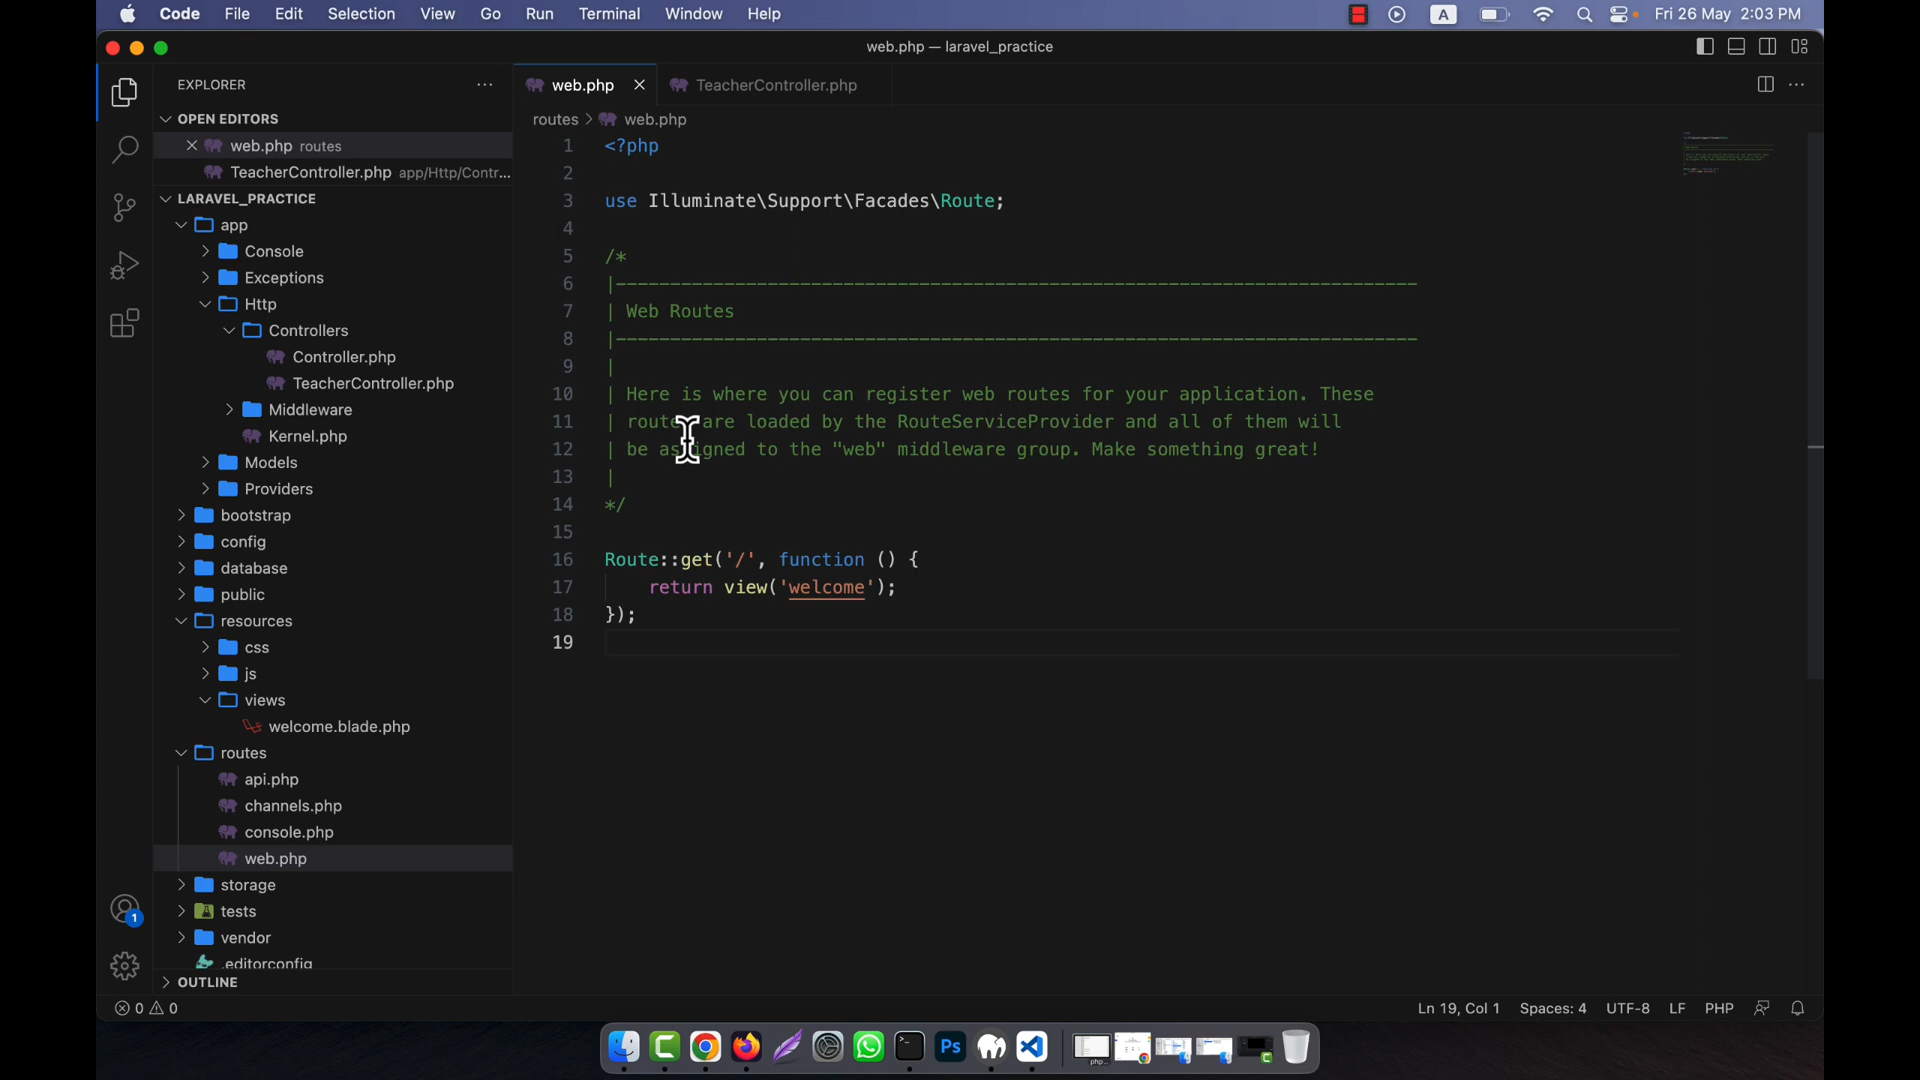 Code File Edit Selection View Go Run Terminal Window Help A Fri 26 May 2:03 PM
web.php — laravel_practice
EXPLORER
OPEN EDITORS
web.php routes
TeacherController.php app/Http/Contr...
LARAVEL_PRACTICE
app
Console
Exceptions
Http
Controllers
Controller.php
TeacherController.php
Middleware
Kernel.php
Models
Providers
bootstrap
config
database
public
resources
css
js
views
welcome.blade.php
routes
api.php
channels.php
console.php
web.php
storage
tests
vendor
.editorconfig
OUTLINE
web.php TeacherController.php
routes > web.php
1 <?php
2
3 use Illuminate\Support\Facades\Route;
4
5 /*
6 |--------------------------------------------------------------------------
7 | Web Routes
8 |--------------------------------------------------------------------------
9 |
10 | Here is where you can register web routes for your application. These
11 | routes are loaded by the RouteServiceProvider and all of them will
12 | be assigned to the "web" middleware group. Make something great!
13 |
14 */
15
16 Route::get('/', function () {
17 return view('welcome');
18 });
19
1
0 0 Ln 19, Col 1 Spaces: 4 UTF-8 LF PHP
Ps php...